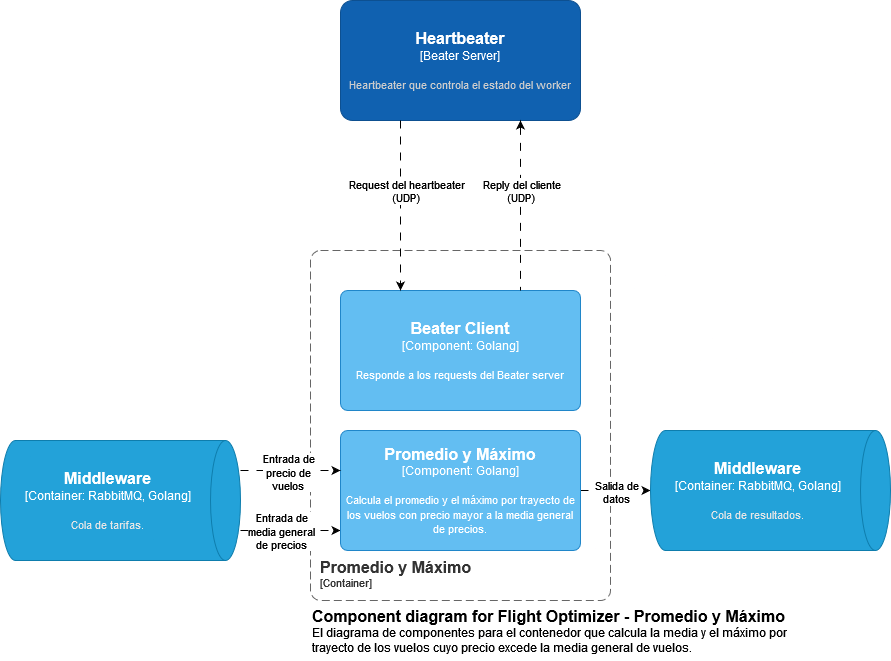 Heartbeater
[Beater Server]
Heartbeater que controla el estado del worker
Request del heartbeater
(UDP)
Reply del cliente
(UDP)
Beater Client
[Component: Golang]
Responde a los requests del Beater server
Middleware
[Container: RabbitMQ, Golang]
Cola de tarifas.
Entrada de
precio de
vuelos
Entrada de
media general
de precios
Promedio y Máximo
[Component: Golang]
Calcula el promedio y el máximo por trayecto de
los vuelos con precio mayor a la media general
de precios.
Salida de
datos
Middleware
[Container: RabbitMQ, Golang]
Cola de resultados.
Promedio y Máximo
[Container]
Component diagram for Flight Optimizer - Promedio y Máximo
El diagrama de componentes para el contenedor que calcula la media y el máximo por
trayecto de los vuelos cuyo precio excede la media general de vuelos.